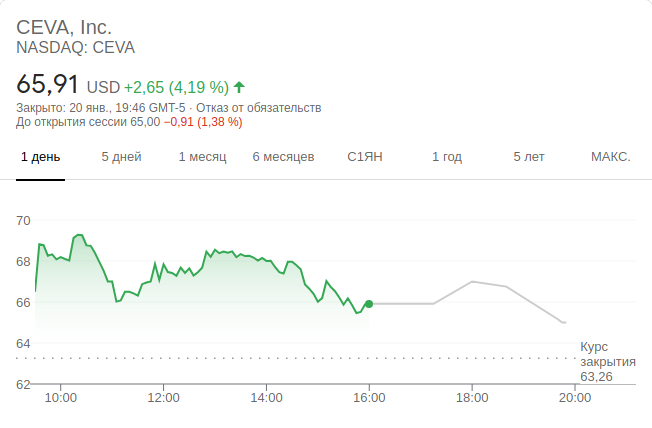 CEVA, Inc.
NASDAQ: CEVA
65,91 USD +2,65 (4,19 %)
Закрыто: 20 янв., 19:46 GMT-5 · Отказ от обязательств
До открытия сессии 65,00 −0,91 (1,38 %)
1 день 5 дней 1 месяц 6 месяцев С1ЯН 1 год 5 лет МАКС.
70
68
66
64
62
Курс
закрытия
63,26
10:00 12:00 14:00 16:00 18:00 20:00